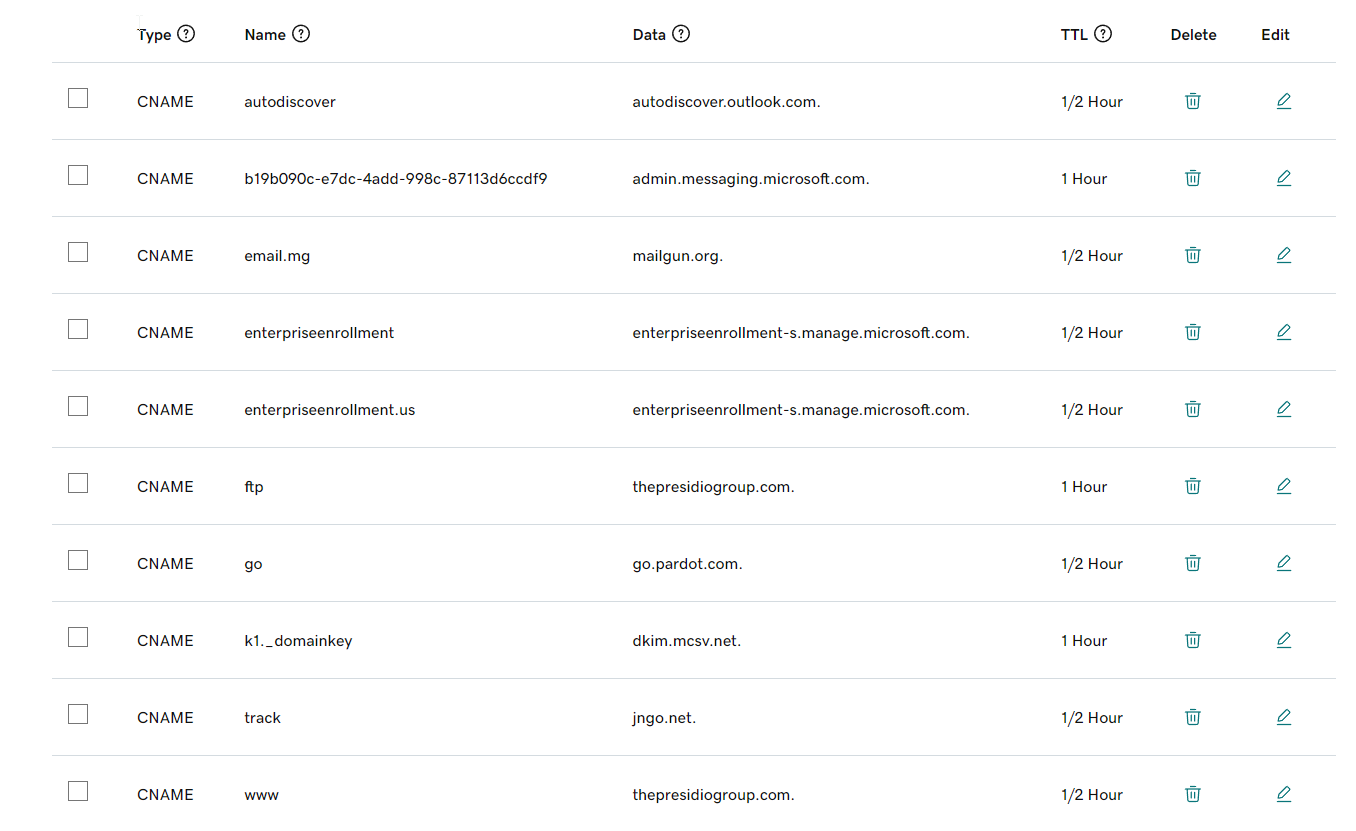 Type ? Name ? Data ? TTL ? Delete Edit
CNAME autodiscover autodiscover.outlook.com. 1/2 Hour
CNAME b19b090c-e7dc-4add-998c-87113d6ccdf9 admin.messaging.microsoft.com. 1 Hour
CNAME email.mg mailgun.org. 1/2 Hour
CNAME enterpriseenrollment enterpriseenrollment-s.manage.microsoft.com. 1/2 Hour
CNAME enterpriseenrollment.us enterpriseenrollment-s.manage.microsoft.com. 1/2 Hour
CNAME ftp thepresidiogroup.com. 1 Hour
CNAME go go.pardot.com. 1/2 Hour
CNAME k1._domainkey dkim.mcsv.net. 1 Hour
CNAME track jngo.net. 1/2 Hour
CNAME www thepresidiogroup.com. 1/2 Hour